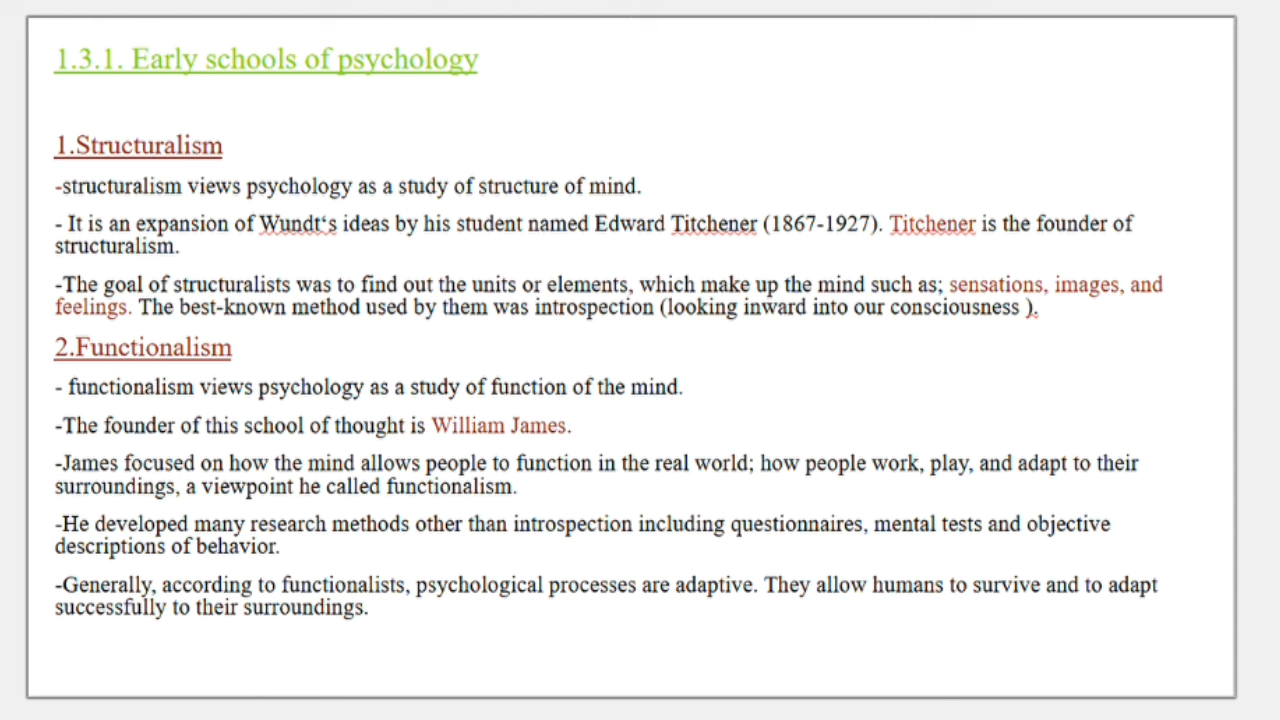 1.3.1. Early schools of psychology
1.Structuralism
-structuralism views psychology as a study of structure of mind.
- It is an expansion of Wundt‘s ideas by his student named Edward Titchener (1867-1927). Titchener is the founder of
structuralism.
-The goal of structuralists was to find out the units or elements, which make up the mind such as; sensations, images, and
feelings. The best-known method used by them was introspection (looking inward into our consciousness ).
2.Functionalism
- functionalism views psychology as a study of function of the mind.
-The founder of this school of thought is William James.
-James focused on how the mind allows people to function in the real world; how people work, play, and adapt to their
surroundings, a viewpoint he called functionalism.
-He developed many research methods other than introspection including questionnaires, mental tests and objective
descriptions of behavior.
-Generally, according to functionalists, psychological processes are adaptive. They allow humans to survive and to adapt
successfully to their surroundings.